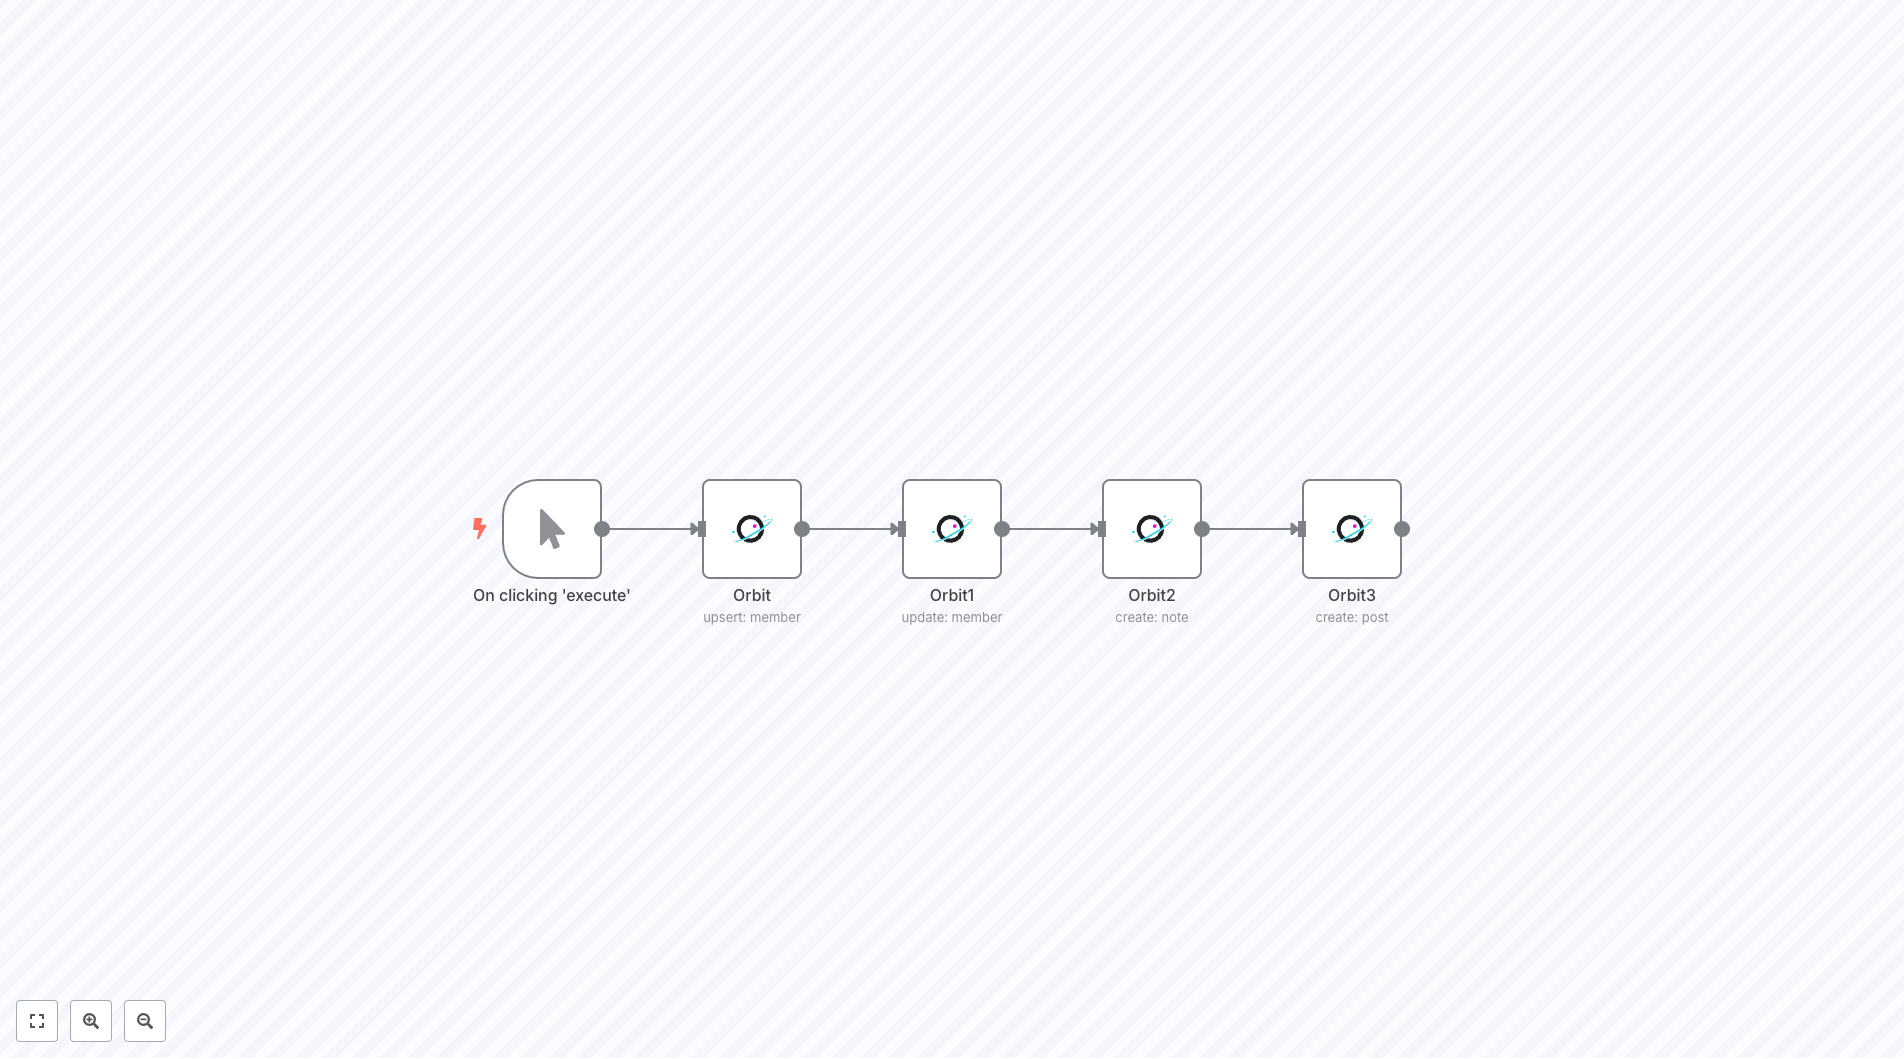 On clicking 'execute'
Orbit
upsert: member
Orbit1
update: member
Orbit2
create: note
Orbit3
create: post